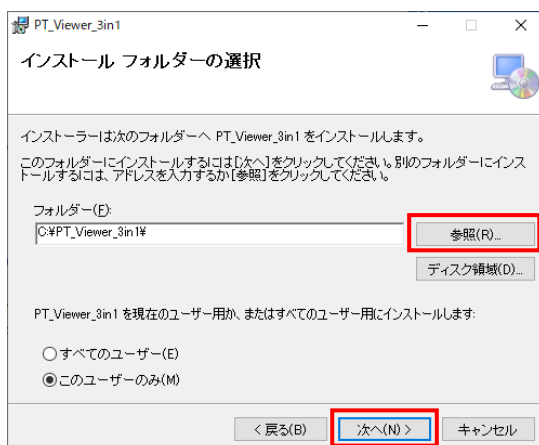 PT_Viewer_3in1
インストール フォルダーの選択
インストーラーは次のフォルダーへ PT_Viewer_3in1 をインストールします。
このフォルダーにインストールするには[次へ]をクリックしてください。別のフォルダーにインス
トールするには、アドレスを入力するか[参照]をクリックしてください。
フォルダー(F):
C:¥PT_Viewer_3in1¥
参照(R)...
ディスク領域(D)...
PT_Viewer_3in1 を現在のユーザー用か、またはすべてのユーザー用にインストールします:
すべてのユーザー(E)
このユーザーのみ(M)
< 戻る(B)
次へ(N) >
キャンセル